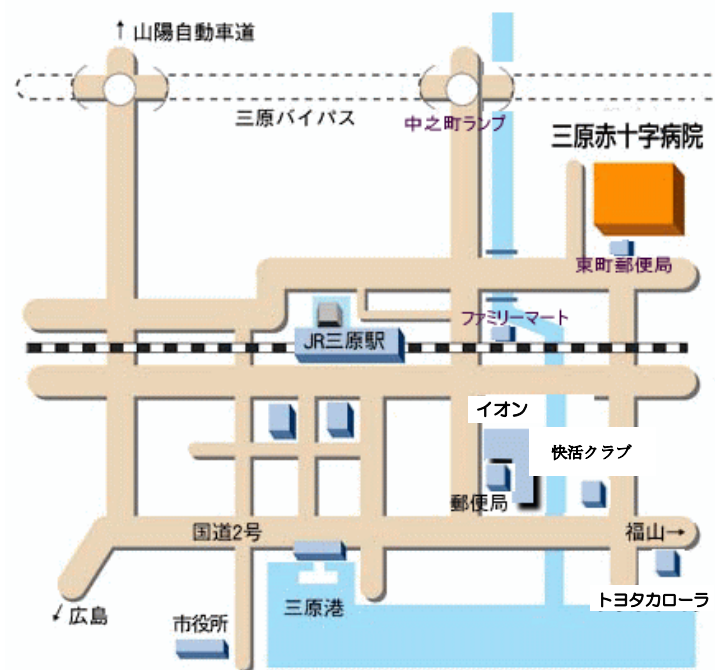 ↑山陽自動車道
三原バイパス
中之町ランプ
三原赤十字病院
東町郵便局
ファミリーマート
JR三原駅
イオン
快活クラブ
郵便局
国道2号
福山→
トヨタカローラ
三原港
↙広島
市役所